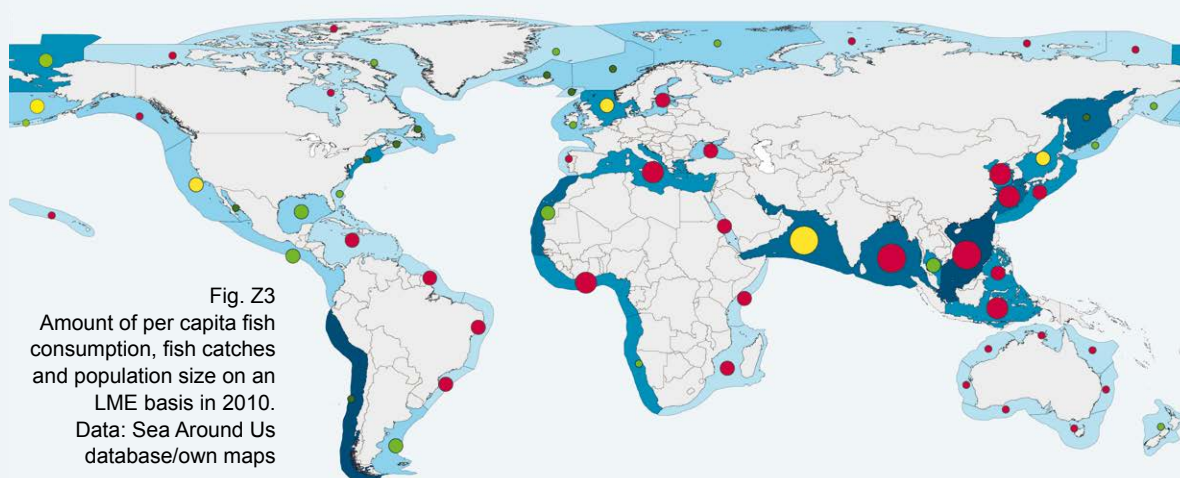 Fig. Z3
Amount of per capita fish
consumption, fish catches
and population size on an
LME basis in 2010.
Data: Sea Around Us
database/own maps